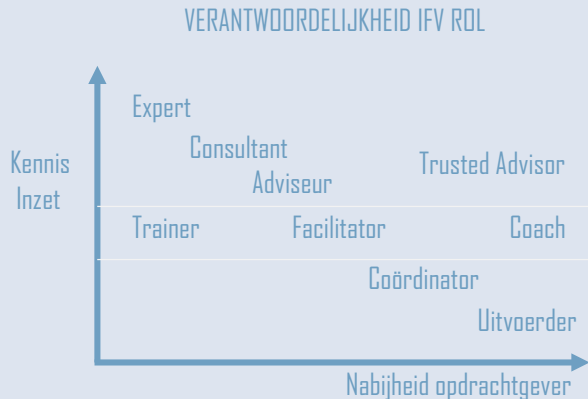 VERANTWOORDELIJKHEID IFV ROL
Expert
Consultant
Kennis
Inzet
Trusted Advisor
Adviseur
Trainer
Facilitator
Coach
Coördinator
Uitvoerder
Nabijheid opdrachtgever